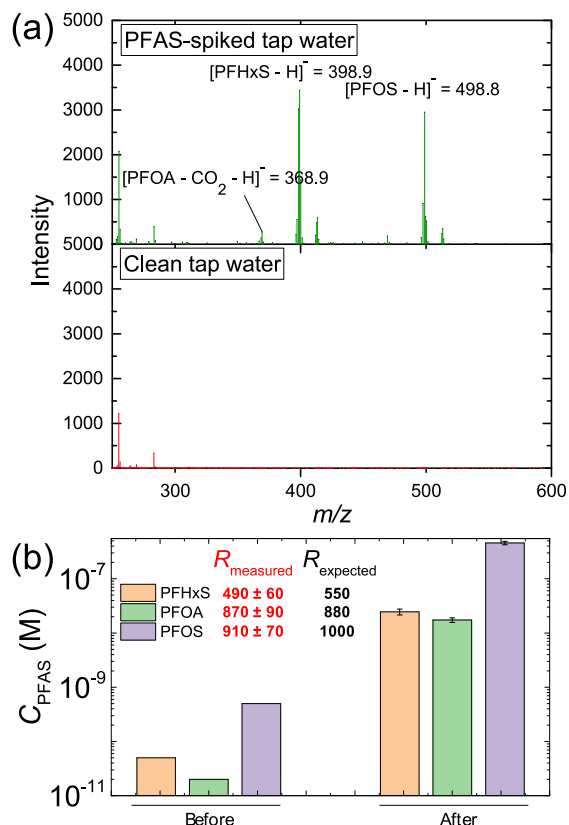 (a)
PFAS-spiked tap water
[PFHxS - H]⁻ = 398.9
[PFOS - H]⁻ = 498.8
[PFOA - CO₂ - H]⁻ = 368.9
5000
4000
3000
2000
1000
5000
Clean tap water
4000
3000
2000
1000
0
Intensity
300 400 500 600
m/z
(b)
R_measured R_expected
PFHxS 490 ± 60 550
PFOA 870 ± 90 880
PFOS 910 ± 70 1000
10⁻⁷
10⁻⁹
10⁻¹¹
C_PFAS (M)
Before After